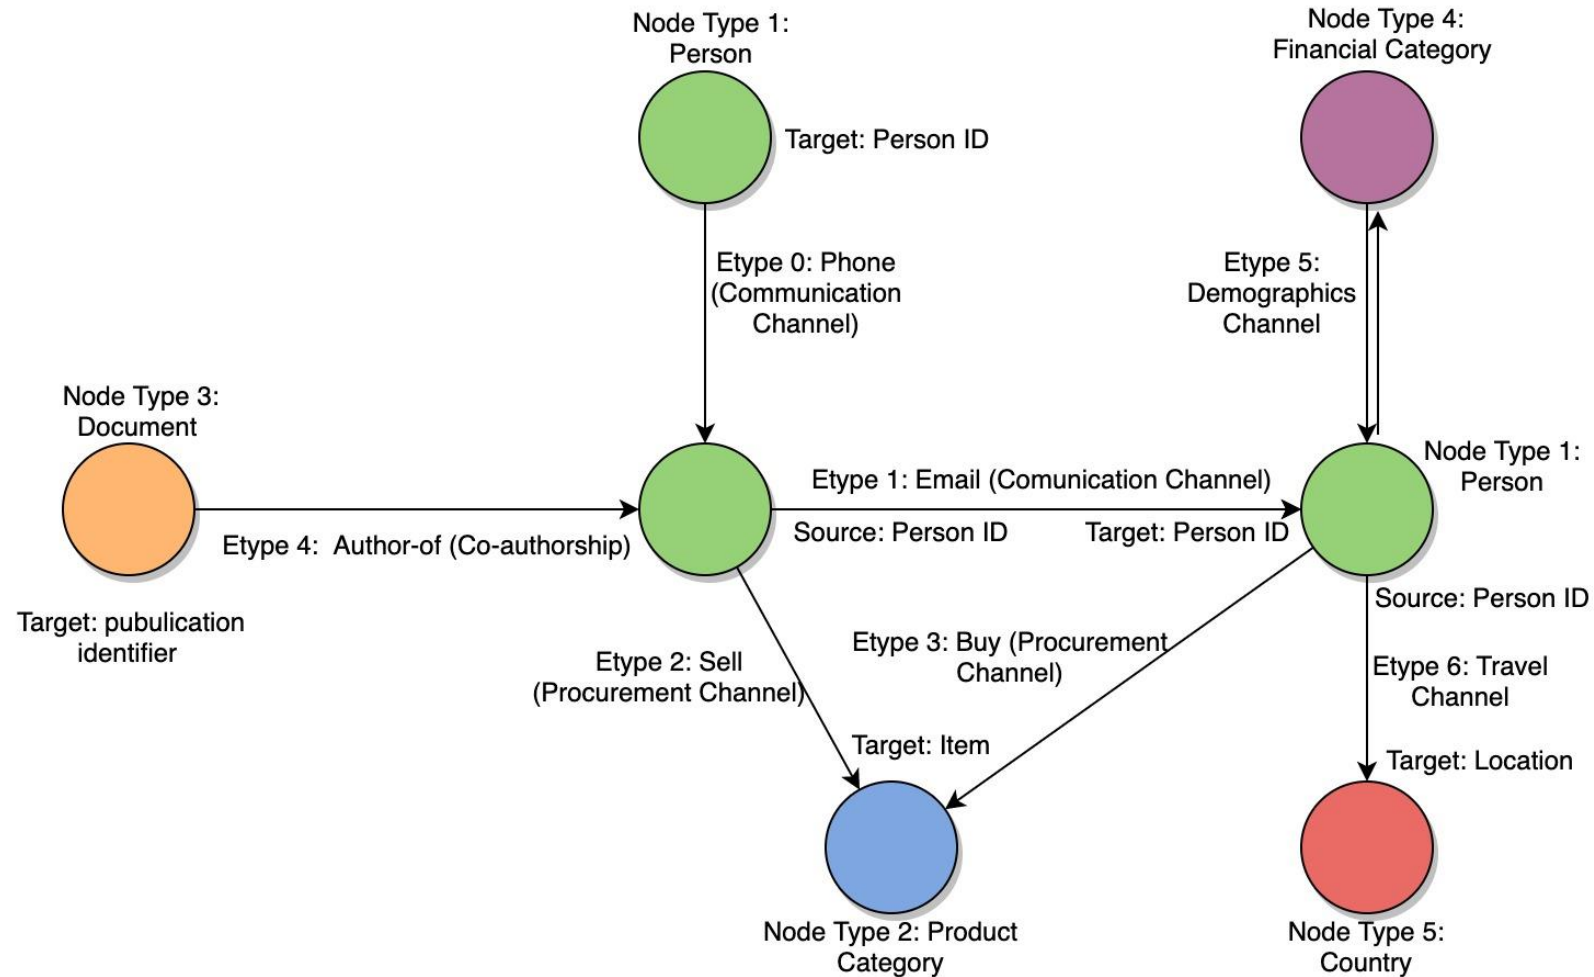 Node Type 1:
Person
Node Type 4:
Financial Category
Target: Person ID
Etype 0: Phone
(Communication
Channel)
Etype 5:
Demographics
Channel
Node Type 3:
Document
Node Type 1:
Person
Etype 1: Email (Comunication Channel)
Source: Person ID
Target: Person ID
Etype 4: Author-of (Co-authorship)
Target: pubulication
identifier
Source: Person ID
Etype 2: Sell
(Procurement Channel)
Etype 3: Buy (Procurement
Channel)
Etype 6: Travel
Channel
Target: Item
Target: Location
Node Type 2: Product
Category
Node Type 5:
Country